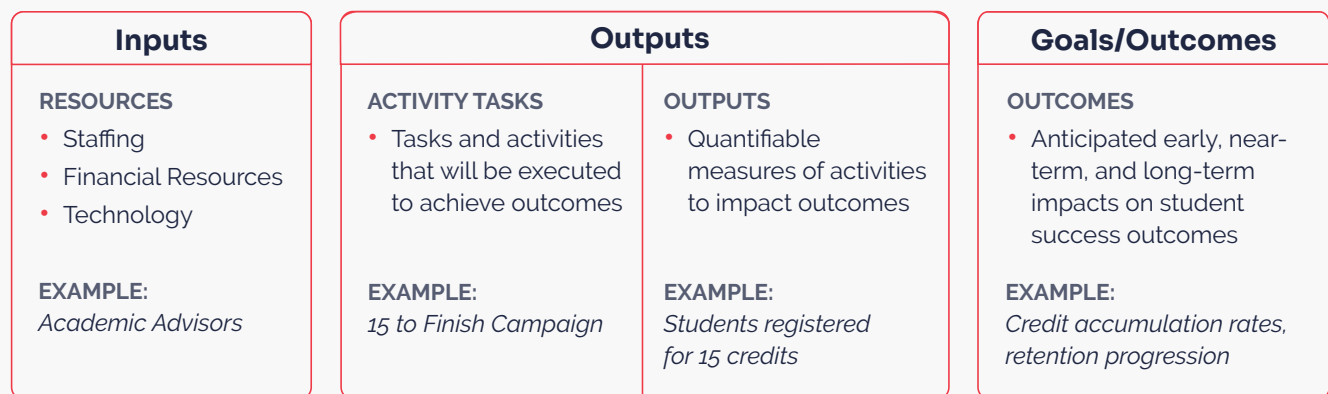 Inputs
RESOURCES
• Staffing
• Financial Resources
• Technology
EXAMPLE:
Academic Advisors
Outputs
ACTIVITY TASKS
• Tasks and activities
that will be executed
to achieve outcomes
EXAMPLE:
15 to Finish Campaign
OUTPUTS
• Quantifiable
measures of activities
to impact outcomes
EXAMPLE:
Students registered
for 15 credits
Goals/Outcomes
OUTCOMES
• Anticipated early, near-
term, and long-term
impacts on student
success outcomes
EXAMPLE:
Credit accumulation rates,
retention progression